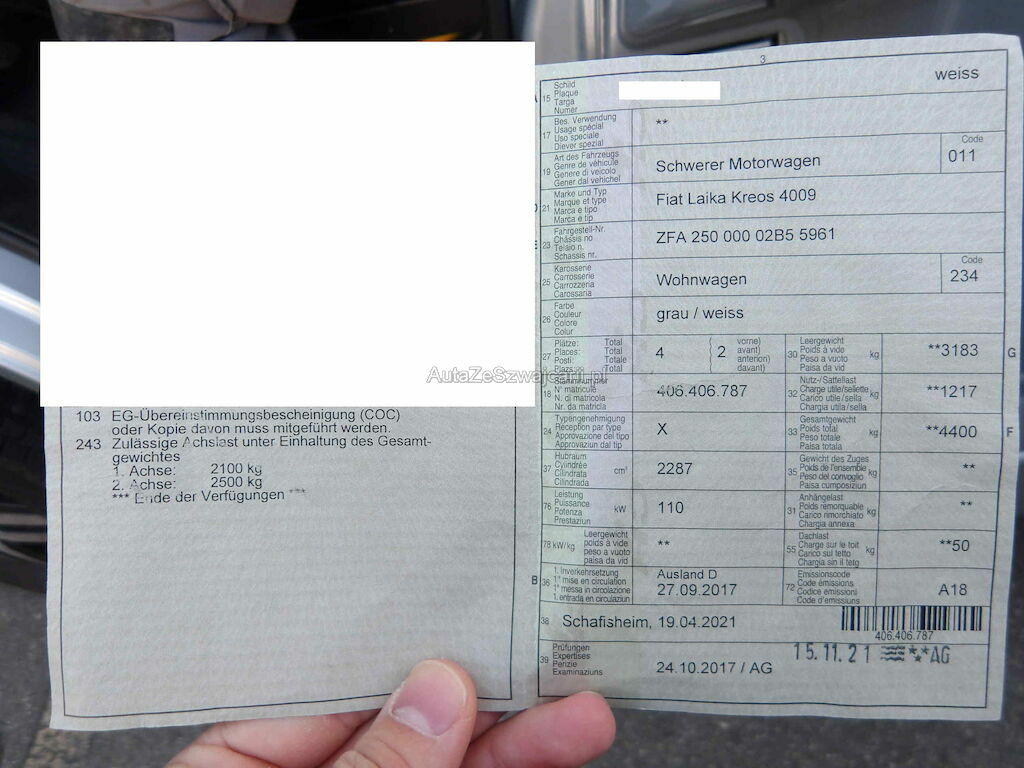 103 EG-Übereinstimmungsbescheinigung (COC)
oder Kopie davon muss mitgeführt werden.
243 Zulässige Achslast unter Einhaltung des Gesamt-
gewichtes
1. Achse: 2100 kg
2. Achse: 2500 kg
*** Ende der Verfügungen ***
3
A 15 Schild
Plaque
Targa
Numer
weiss
17 Bes. Verwendung
Usage spécial
Uso speciale
Diever spezial
**
19 Art des Fahrzeugs
Genre de véhicule
Genere di veicolo
Gener dal vehichel
Schwerer Motorwagen
Code
011
D 21 Marke und Typ
Marque et type
Marca e tipo
Marca e tip
Fiat Laika Kreos 4009
E 23 Fahrgestell-Nr.
Châssis no
Telaio n.
Schassis nr.
ZFA 250 000 02B5 5961
25 Karosserie
Carrosserie
Carrozzeria
Carossaria
Wohnwagen
Code
234
26 Farbe
Couleur
Colore
Colur
grau / weiss
27 Plätze: Total
Places: Total
Posti: Totale
Plazs: Total
4
2 vorne)
avant)
anteriori)
davant)
30 Leergewicht
Poids à vide
Peso a vuoto
Paisa da vid
kg
**3183
G
AutaZeSzwajcarii.pl
18 Stammnummer
N° matricule
N. di matricola
Nr. da matricla
406.406.787
32 Nutz-/Sattellast
Charge utile/sellette
Carico utile/sella
Chargia utila/sella
kg
**1217
24 Typengenehmigung
Réception par type
Approvazione del tipo
Approvaziun dal tip
X
33 Gesamtgewicht
Poids total
Peso totale
Paisa totala
kg
**4400
F
37 Hubraum
Cylindrée
Cilindrata
Cilindrada
cm³
2287
35 Gewicht des Zuges
Poids de l'ensemble
Peso del convoglio
Paisa cumposiziun
kg
**
76 Leistung
Puissance
Potenza
Prestaziun
kW
110
31 Anhängelast
Poids remorquable
Carico rimorchiato
Chargia annexa
kg
**
78 kW/kg Leergewicht
poids à vide
peso a vuoto
paisa da vid
**
55 Dachlast
Charge sur le toit
Carico sul tetto
Chargia sin il tetg
kg
**50
B 36 1. Inverkehrsetzung
1re mise en circulation
1a messa in circolazione
1. entrada en circulaziun
Ausland D
27.09.2017
72 Emissionscode
Code émissions
Codice emissioni
Code d'emissiuns
A18
38 Schafisheim, 19.04.2021
406.406.787
39 Prüfungen
Expertises
Perizie
Examinaziuns
24.10.2017 / AG
15.11.21 **AG